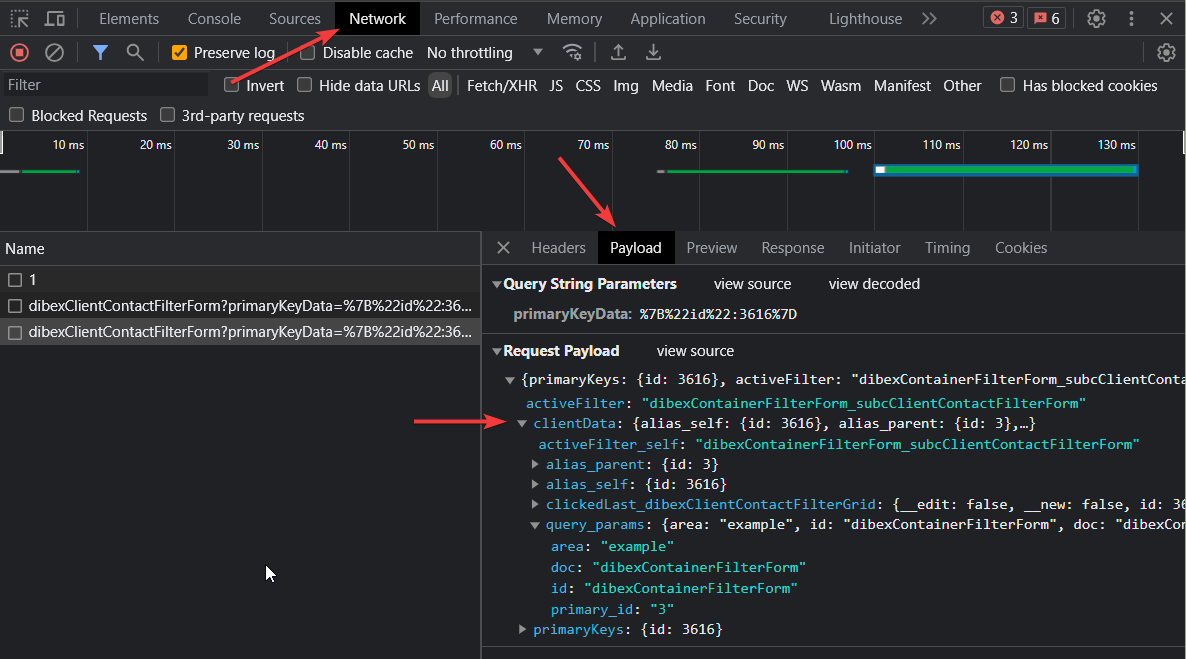 Elements Console Sources Network Performance Memory Application Security Lighthouse 3 6
Preserve log Disable cache No throttling
Filter Invert Hide data URLs All Fetch/XHR JS CSS Img Media Font Doc WS Wasm Manifest Other Has blocked cookies
Blocked Requests 3rd-party requests
10 ms 20 ms 30 ms 40 ms 50 ms 60 ms 70 ms 80 ms 90 ms 100 ms 110 ms 120 ms 130 ms
Name
1
dibexClientContactFilterForm?primaryKeyData=%7B%22id%22:36...
dibexClientContactFilterForm?primaryKeyData=%7B%22id%22:36...
Headers Payload Preview Response Initiator Timing Cookies
Query String Parameters view source view decoded
primaryKeyData: %7B%22id%22:3616%7D
Request Payload view source
{primaryKeys: {id: 3616}, activeFilter: "dibexContainerFilterForm_subcClientConta
activeFilter: "dibexContainerFilterForm_subcClientContactFilterForm"
clientData: {alias_self: {id: 3616}, alias_parent: {id: 3},…}
activeFilter_self: "dibexContainerFilterForm_subcClientContactFilterForm"
alias_parent: {id: 3}
alias_self: {id: 3616}
clickedLast_dibexClientContactFilterGrid: {__edit: false, __new: false, id: 36
query_params: {area: "example", id: "dibexContainerFilterForm", doc: "dibexCon
area: "example"
doc: "dibexContainerFilterForm"
id: "dibexContainerFilterForm"
primary_id: "3"
primaryKeys: {id: 3616}